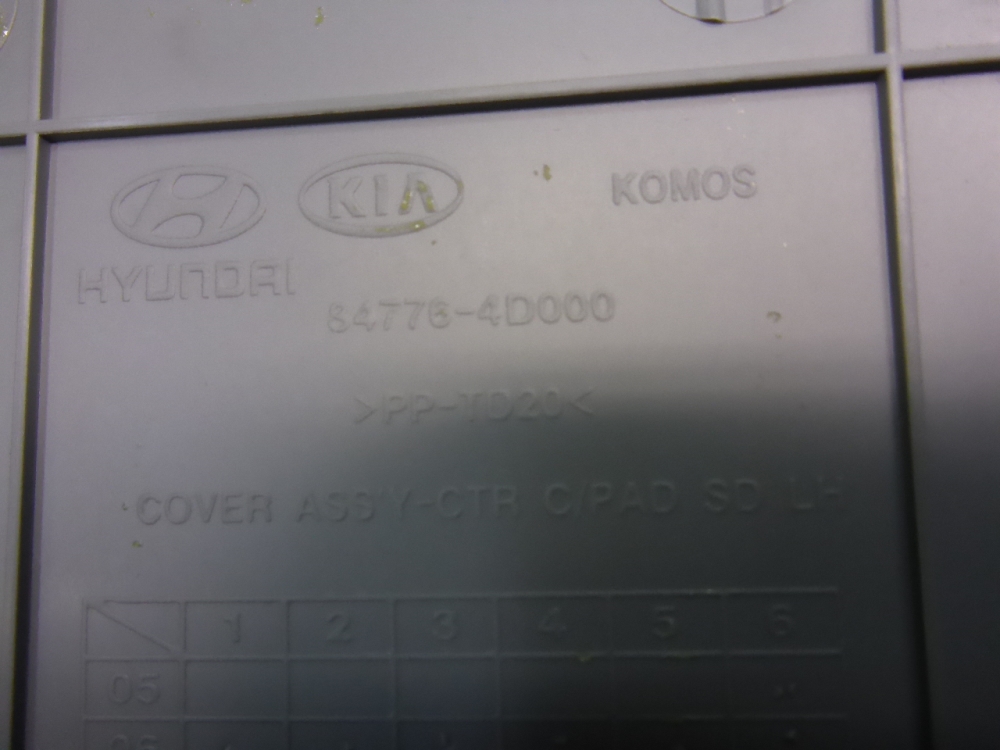 KIA KOMOS
HYUNDAI
84776-4D000
>PP-TD20<
COVER ASS'Y-CTR C/PAD SD LH
1 2 3 4 5 6
05